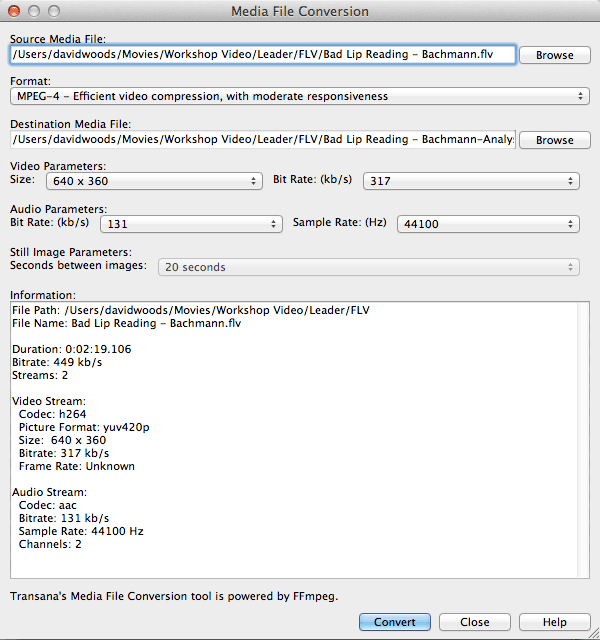 Media File Conversion
Source Media File:
/Users/davidwoods/Movies/Workshop Video/Leader/FLV/Bad Lip Reading – Bachmann.flv
Browse
Format:
MPEG-4 – Efficient video compression, with moderate responsiveness
Destination Media File:
/Users/davidwoods/Movies/Workshop Video/Leader/FLV/Bad Lip Reading – Bachmann-Analy
Browse
Video Parameters:
Size: 640 x 360 Bit Rate: (kb/s) 317
Audio Parameters:
Bit Rate: (kb/s) 131 Sample Rate: (Hz) 44100
Still Image Parameters:
Seconds between images: 20 seconds
Information:
File Path: /Users/davidwoods/Movies/Workshop Video/Leader/FLV
File Name: Bad Lip Reading – Bachmann.flv
Duration: 0:02:19.106
Bitrate: 449 kb/s
Streams: 2
Video Stream:
Codec: h264
Picture Format: yuv420p
Size: 640 x 360
Bitrate: 317 kb/s
Frame Rate: Unknown
Audio Stream:
Codec: aac
Bitrate: 131 kb/s
Sample Rate: 44100 Hz
Channels: 2
Transana's Media File Conversion tool is powered by FFmpeg.
Convert Close Help